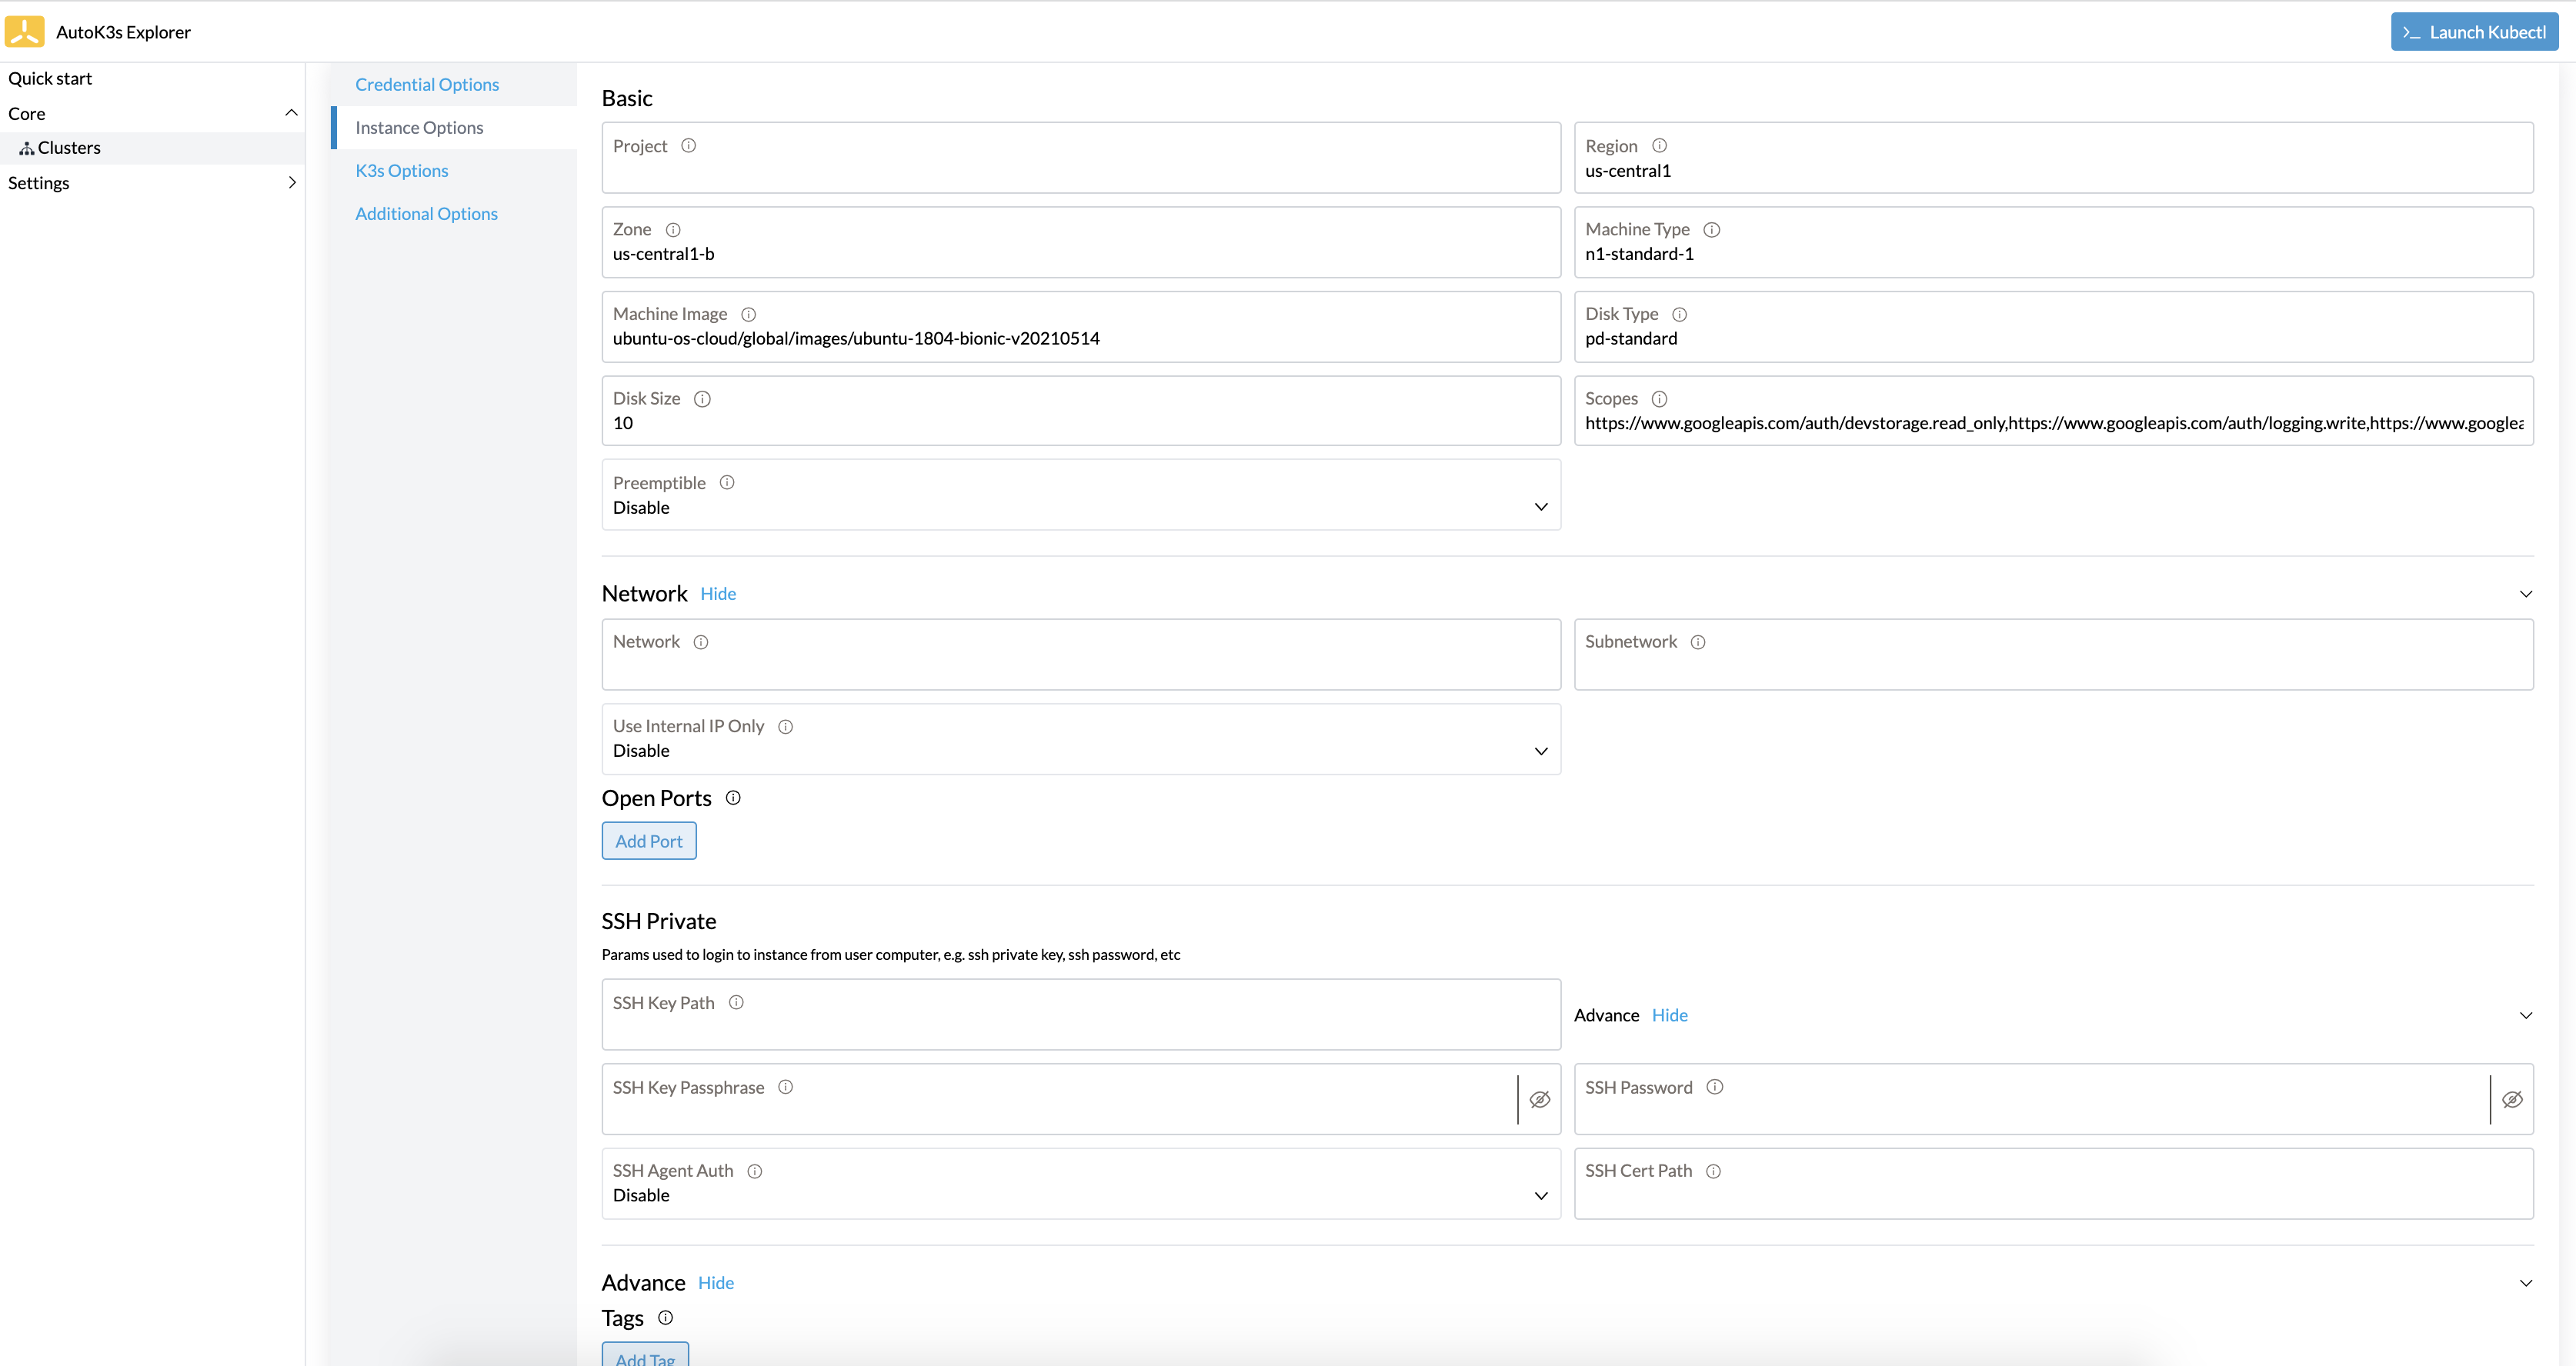 AutoK3s Explorer
Launch Kubectl
Quick start
Core
Clusters
Settings
Credential Options
Instance Options
K3s Options
Additional Options
Basic
Project
Region
us-central1
Zone
us-central1-b
Machine Type
n1-standard-1
Machine Image
ubuntu-os-cloud/global/images/ubuntu-1804-bionic-v20210514
Disk Type
pd-standard
Disk Size
10
Scopes
https://www.googleapis.com/auth/devstorage.read_only,https://www.googleapis.com/auth/logging.write,https://www.googlea
Preemptible
Disable
Network Hide
Network
Subnetwork
Use Internal IP Only
Disable
Open Ports
Add Port
SSH Private
Params used to login to instance from user computer, e.g. ssh private key, ssh password, etc
SSH Key Path
Advance Hide
SSH Key Passphrase
SSH Password
SSH Agent Auth
Disable
SSH Cert Path
Advance Hide
Tags
Add Tag